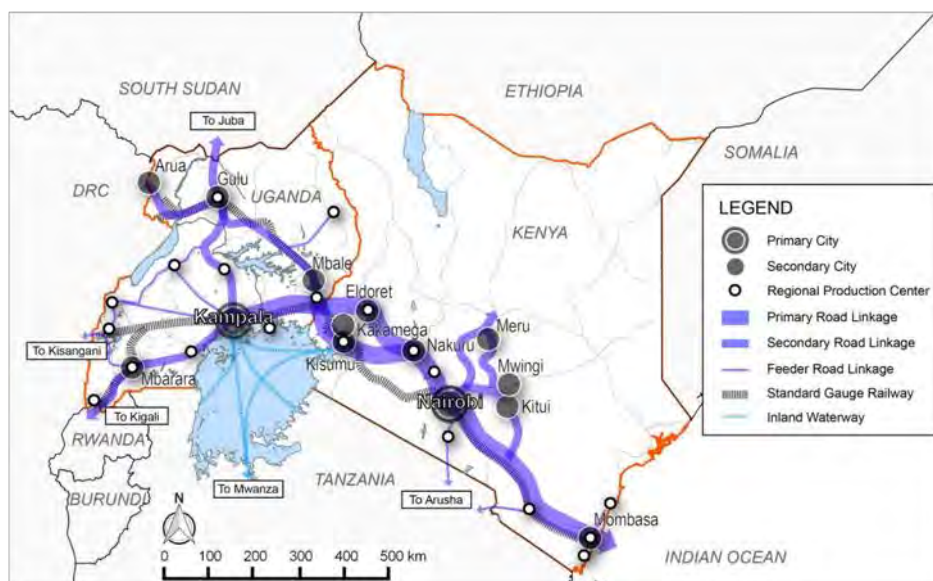 SOUTH SUDAN
ETHIOPIA
To Juba
SOMALIA
Arua
DRC
Gulu
UGANDA
KENYA
Mbale
Eldoret
Kampala
Kakamega
Meru
To Kisangani
Kisumu
Nakuru
Mwingi
Mbarara
Nairobi
Kitui
To Kigali
RWANDA
To Mwanza
TANZANIA
To Arusha
BURUNDI
Mombasa
INDIAN OCEAN
N
0 100 200 300 400 500 km
LEGEND
Primary City
Secondary City
Regional Production Center
Primary Road Linkage
Secondary Road Linkage
Feeder Road Linkage
Standard Gauge Railway
Inland Waterway